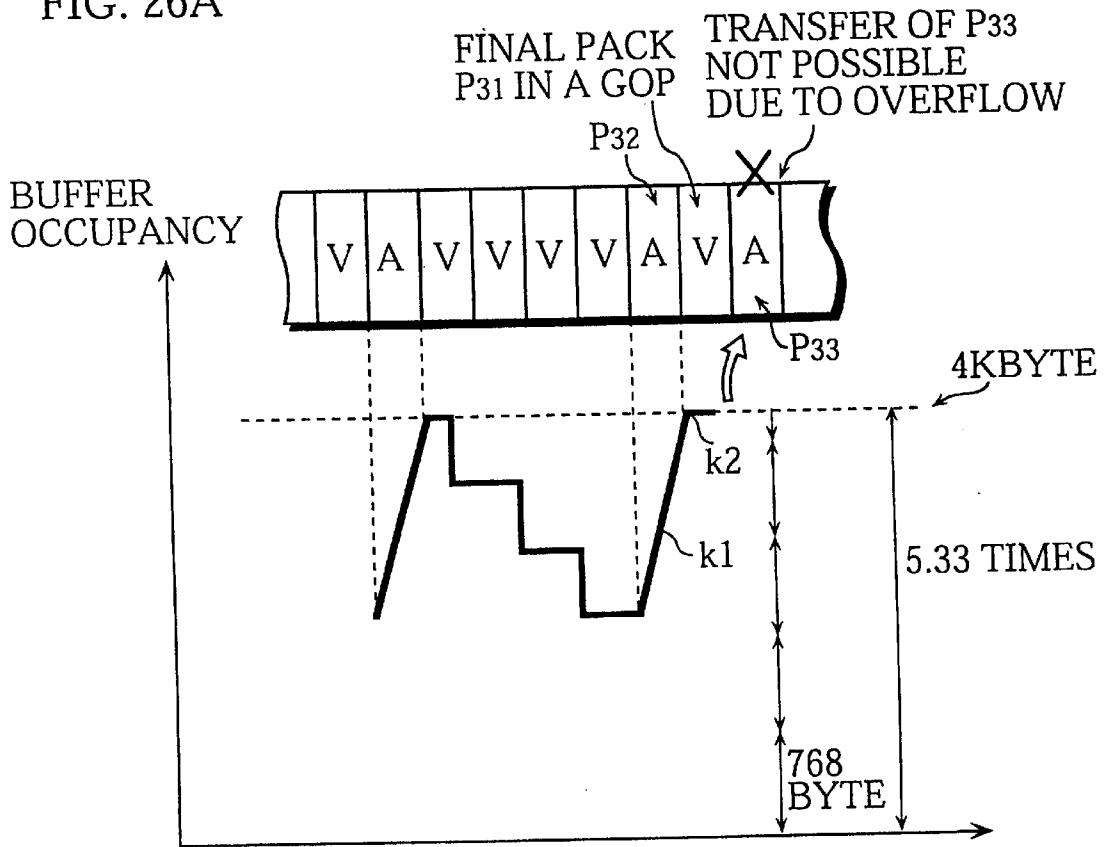 FIG. 26A
FINAL PACK
P31 IN A GOP
TRANSFER OF P33
NOT POSSIBLE
DUE TO OVERFLOW
P32
BUFFER
OCCUPANCY
V A V V V V A V A
P33
4KBYTE
k2
k1
5.33 TIMES
768
BYTE